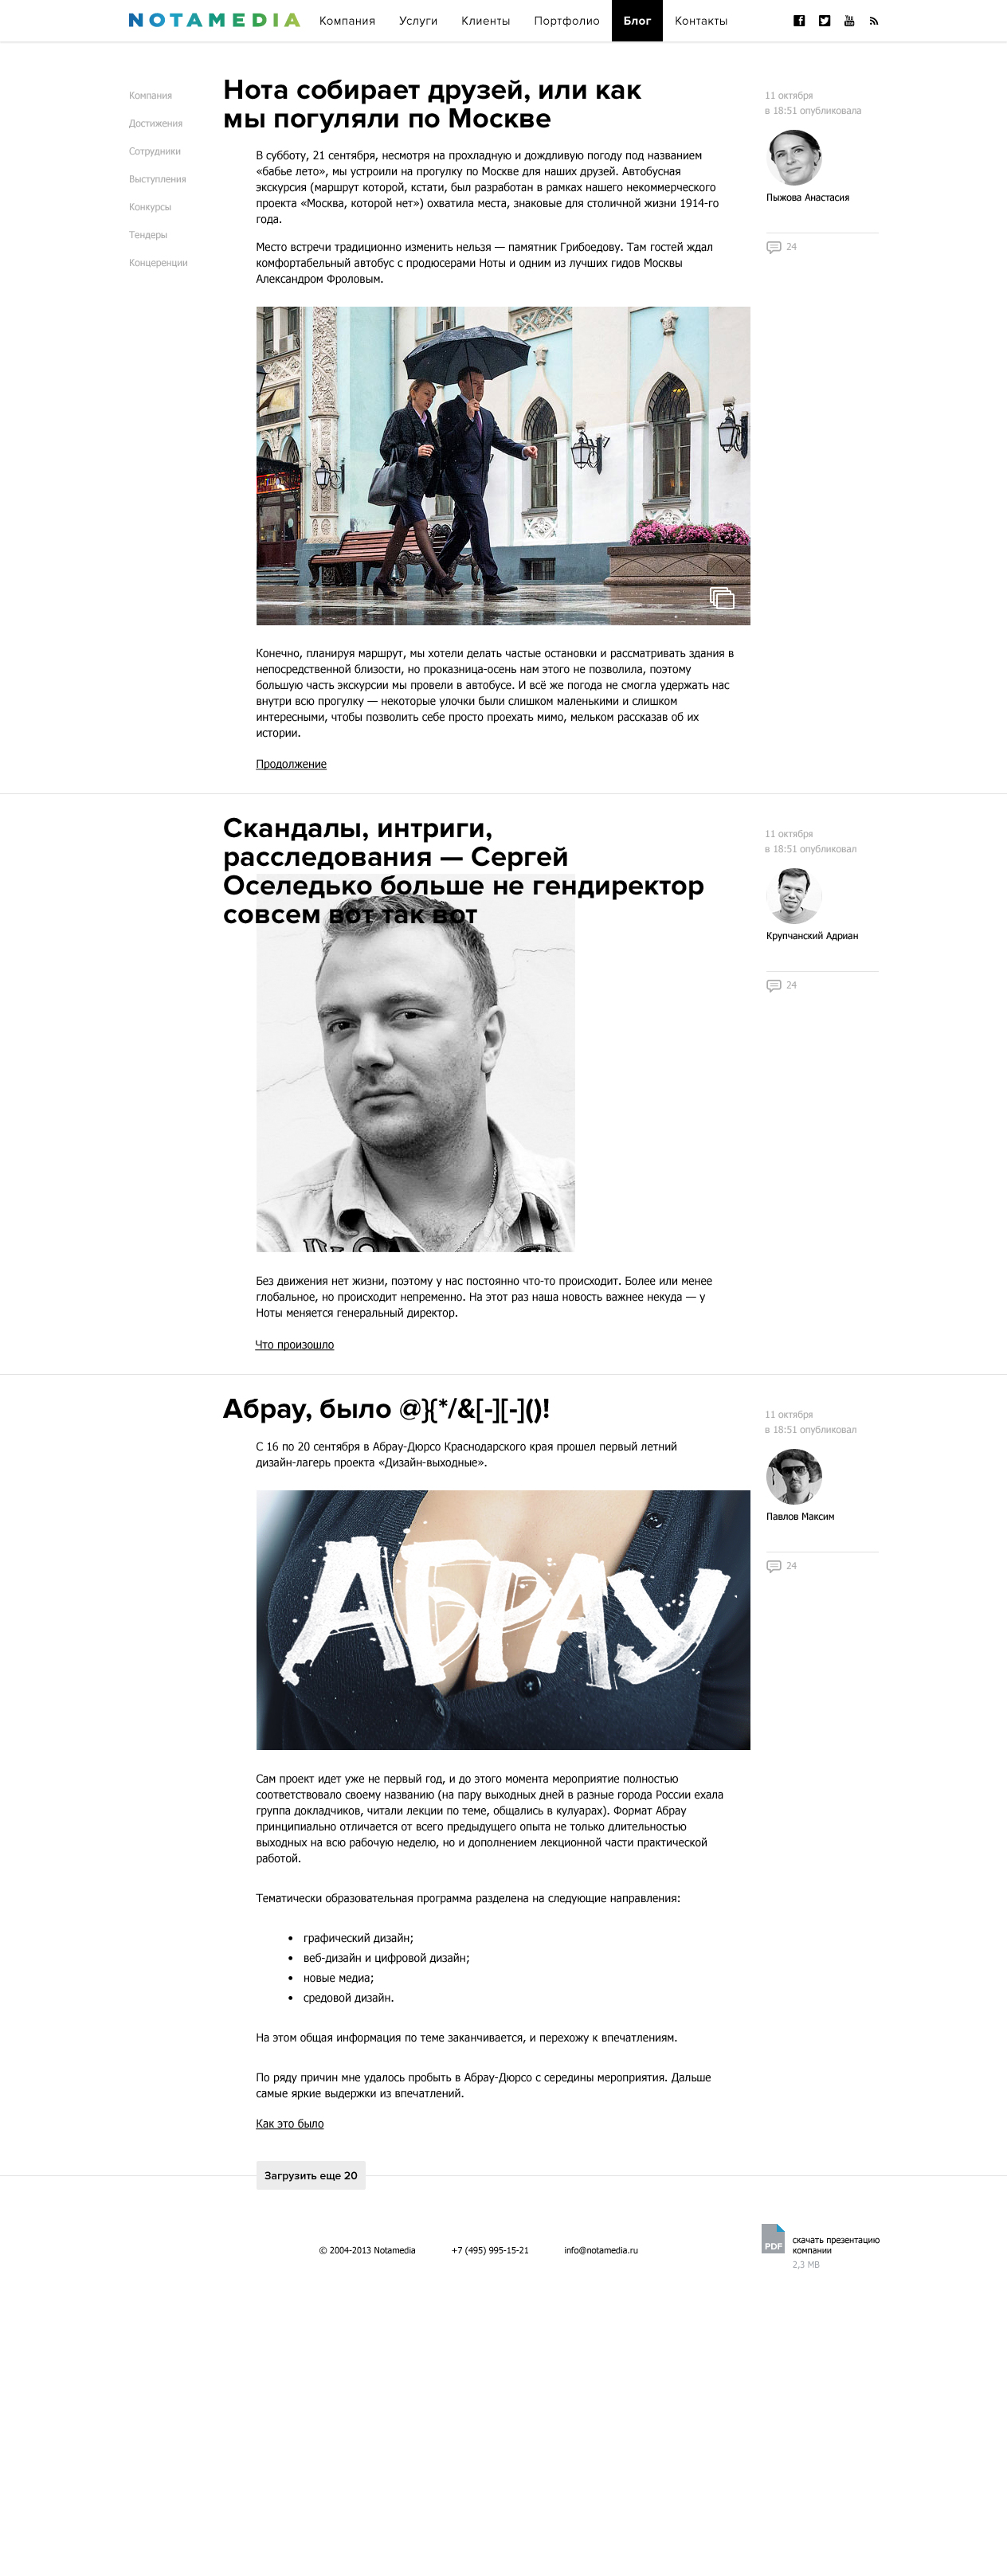 NOTAMEDIA
Компания Услуги Клиенты Портфолио Блог Контакты
Компания
Достижения
Сотрудники
Выступления
Конкурсы
Тендеры
Концеренции
Нота собирает друзей, или как
мы погуляли по Москве
В субботу, 21 сентября, несмотря на прохладную и дождливую погоду под названием
«бабье лето», мы устроили на прогулку по Москве для наших друзей. Автобусная
экскурсия (маршрут которой, кстати, был разработан в рамках нашего некоммерческого
проекта «Москва, которой нет») охватила места, знаковые для столичной жизни 1914-го
года.
Место встречи традиционно изменить нельзя — памятник Грибоедову. Там гостей ждал
комфортабельный автобус с продюсерами Ноты и одним из лучших гидов Москвы
Александром Фроловым.
11 октября
в 18:51 опубликовала
Пыжова Анастасия
24
Конечно, планируя маршрут, мы хотели делать частые остановки и рассматривать здания в
непосредственной близости, но проказница-осень нам этого не позволила, поэтому
большую часть экскурсии мы провели в автобусе. И всё же погода не смогла удержать нас
внутри всю прогулку — некоторые улочки были слишком маленькими и слишком
интересными, чтобы позволить себе просто проехать мимо, мельком рассказав об их
истории.
Продолжение
Скандалы, интриги,
расследования — Сергей
Оселедько больше не гендиректор
совсем вот так вот
11 октября
в 18:51 опубликовал
Крупчанский Адриан
24
Без движения нет жизни, поэтому у нас постоянно что-то происходит. Более или менее
глобальное, но происходит непременно. На этот раз наша новость важнее некуда — у
Ноты меняется генеральный директор.
Что произошло
Абрау, было @}{*/&[-][-]()!
С 16 по 20 сентября в Абрау-Дюрсо Краснодарского края прошел первый летний
дизайн-лагерь проекта «Дизайн-выходные».
11 октября
в 18:51 опубликовал
Павлов Максим
24
АБРАУ
Сам проект идет уже не первый год, и до этого момента мероприятие полностью
соответствовало своему названию (на пару выходных дней в разные города России ехала
группа докладчиков, читали лекции по теме, общались в кулуарах). Формат Абрау
принципиально отличается от всего предыдущего опыта не только длительностью
выходных на всю рабочую неделю, но и дополнением лекционной части практической
работой.
Тематически образовательная программа разделена на следующие направления:
• графический дизайн;
• веб-дизайн и цифровой дизайн;
• новые медиа;
• средовой дизайн.
На этом общая информация по теме заканчивается, и перехожу к впечатлениям.
По ряду причин мне удалось пробыть в Абрау-Дюрсо с середины мероприятия. Дальше
самые яркие выдержки из впечатлений.
Как это было
Загрузить еще 20
© 2004-2013 Notamedia +7 (495) 995-15-21 info@notamedia.ru
PDF
скачать презентацию
компании
2,3 MB